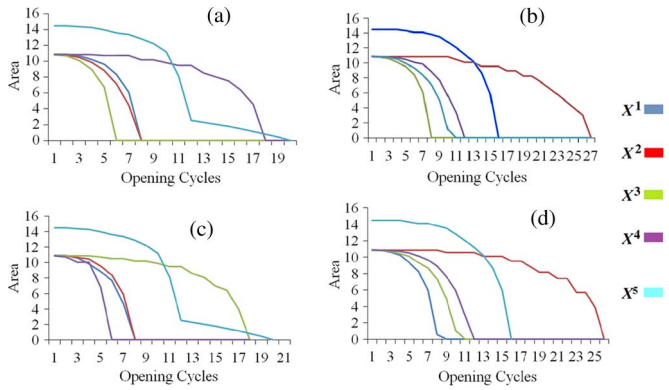 (a)
16
14
12
10
8
6
4
2
0
Area
1 3 5 7 9 11 13 15 17 19
Opening Cycles
(b)
16
14
12
10
8
6
4
2
0
Area
1 3 5 7 9 11 13 15 17 19 21 23 25 27
Opening Cycles
(c)
16
14
12
10
8
6
4
2
0
Area
1 3 5 7 9 11 13 15 17 19 21
Opening Cycles
(d)
16
14
12
10
8
6
4
2
0
Area
1 3 5 7 9 11 13 15 17 19 21 23 25
Opening Cycles
X¹
X²
X³
X⁴
X⁵